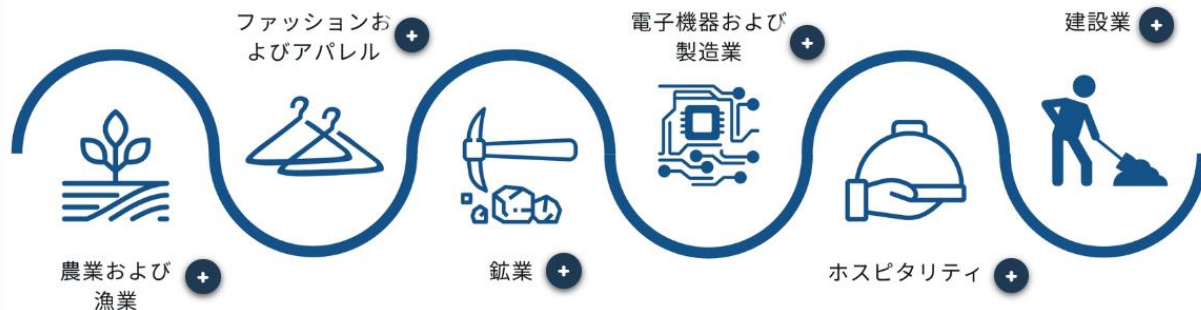 ファッションお
よびアパレル
電子機器および
製造業
建設業
農業および
漁業
鉱業
ホスピタリティ